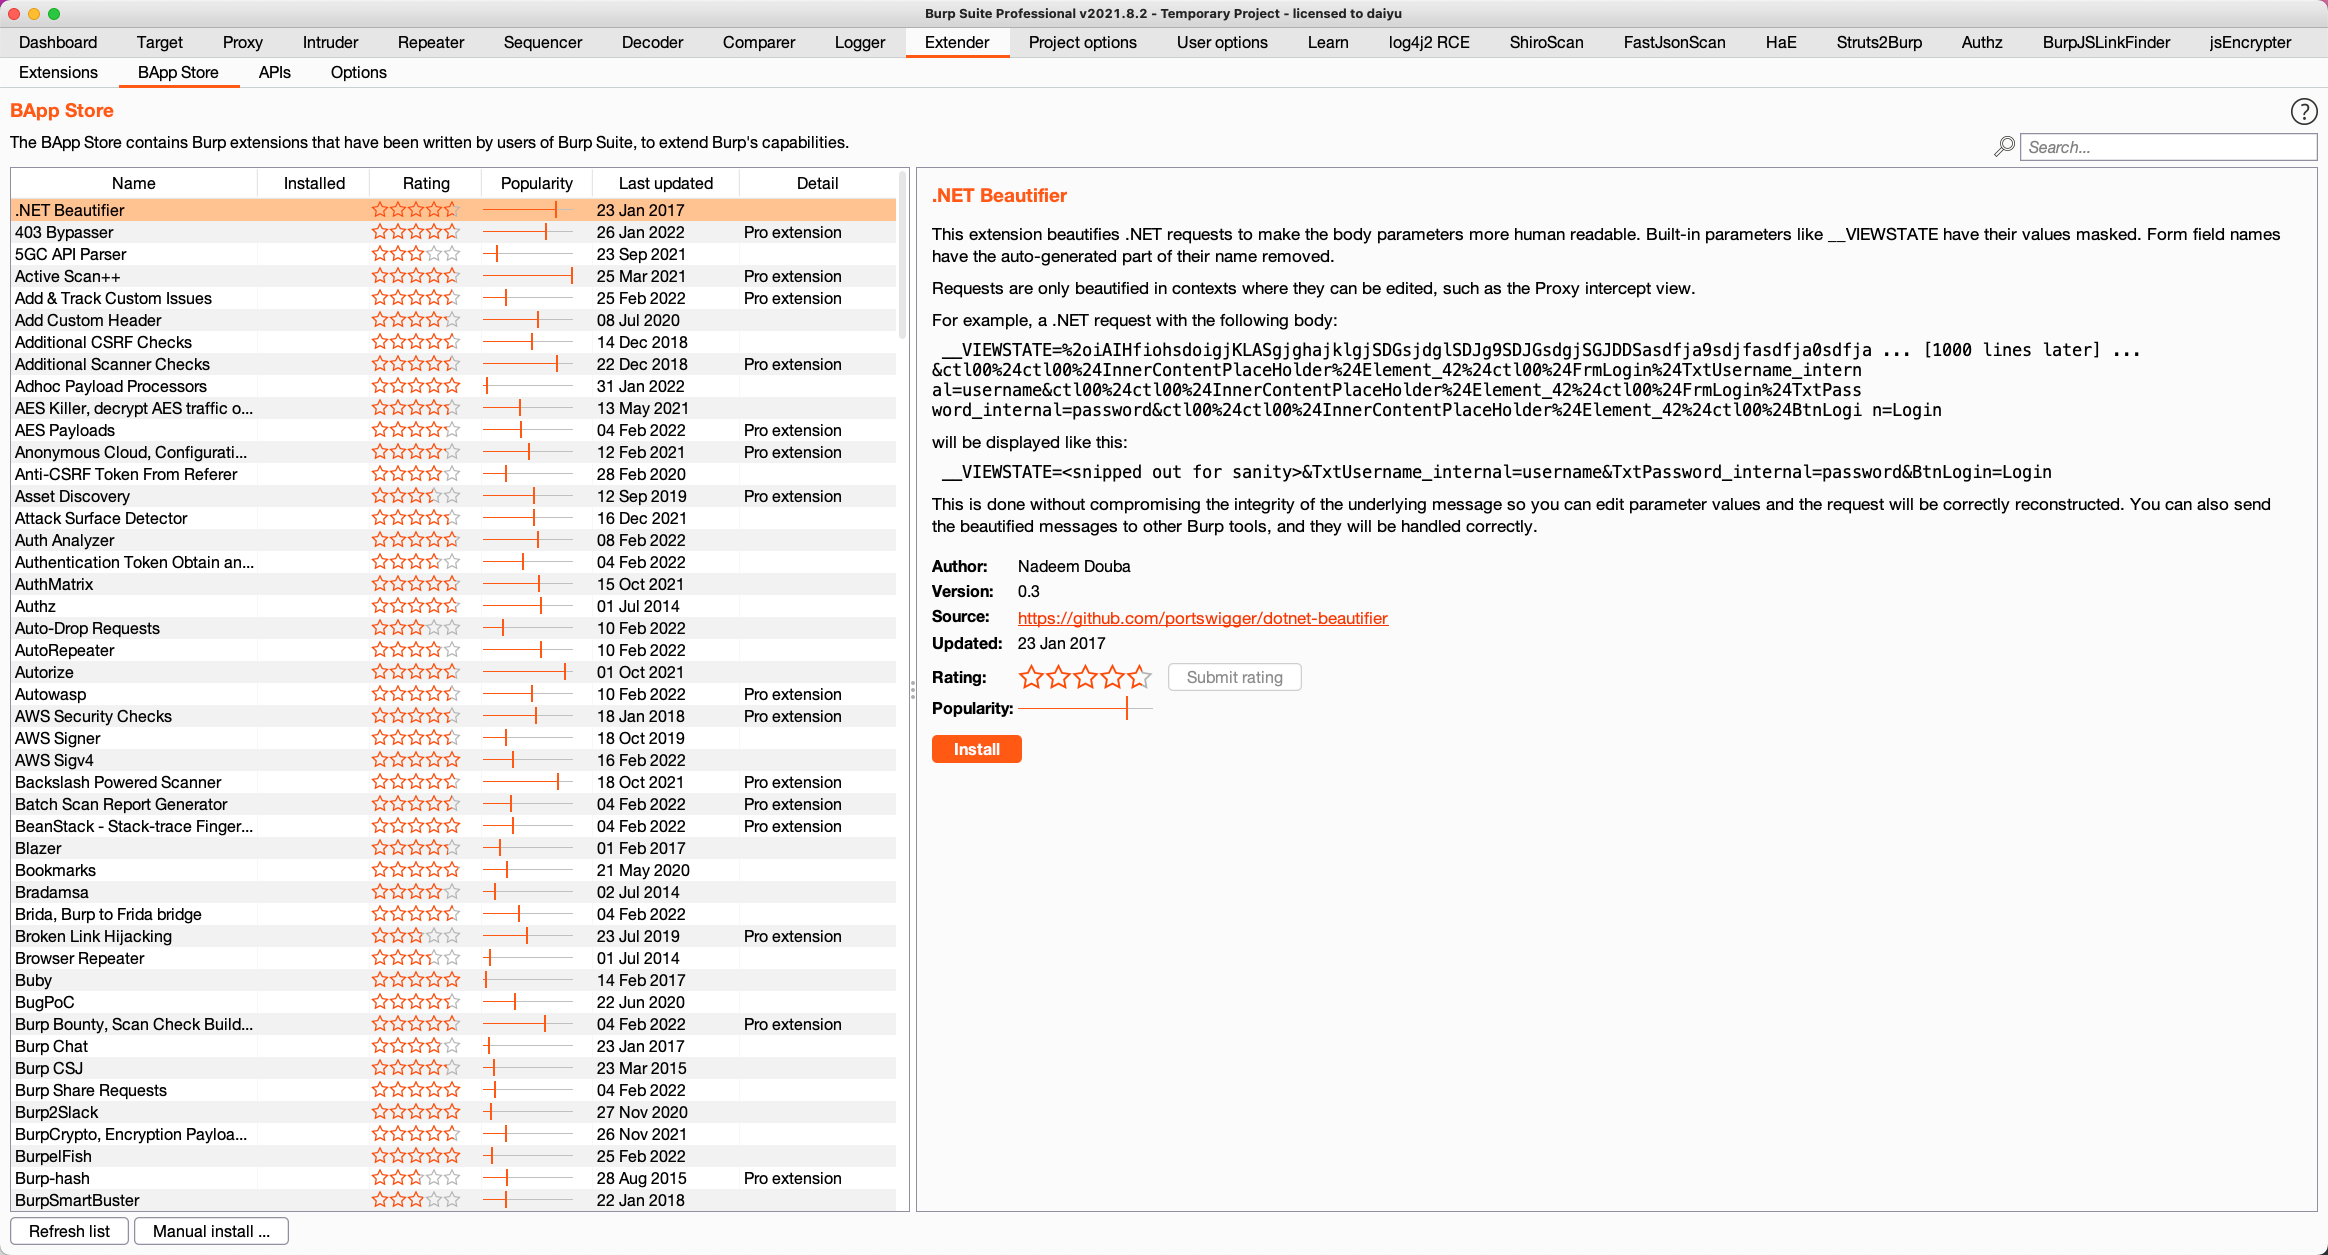 Burp Suite Professional v2021.8.2 - Temporary Project - licensed to daiyu
Dashboard Target Proxy Intruder Repeater Sequencer Decoder Comparer Logger Extender Project options User options Learn log4j2 RCE ShiroScan FastJsonScan HaE Struts2Burp Authz BurpJSLinkFinder jsEncrypter
Extensions BApp Store APIs Options
BApp Store
?
The BApp Store contains Burp extensions that have been written by users of Burp Suite, to extend Burp's capabilities.
Search...
Name Installed Rating Popularity Last updated Detail
.NET Beautifier 23 Jan 2017
403 Bypasser 26 Jan 2022 Pro extension
5GC API Parser 23 Sep 2021
Active Scan++ 25 Mar 2021 Pro extension
Add & Track Custom Issues 25 Feb 2022 Pro extension
Add Custom Header 08 Jul 2020
Additional CSRF Checks 14 Dec 2018
Additional Scanner Checks 22 Dec 2018 Pro extension
Adhoc Payload Processors 31 Jan 2022
AES Killer, decrypt AES traffic o... 13 May 2021
AES Payloads 04 Feb 2022 Pro extension
Anonymous Cloud, Configurati... 12 Feb 2021 Pro extension
Anti-CSRF Token From Referer 28 Feb 2020
Asset Discovery 12 Sep 2019 Pro extension
Attack Surface Detector 16 Dec 2021
Auth Analyzer 08 Feb 2022
Authentication Token Obtain an... 04 Feb 2022
AuthMatrix 15 Oct 2021
Authz 01 Jul 2014
Auto-Drop Requests 10 Feb 2022
AutoRepeater 10 Feb 2022
Autorize 01 Oct 2021
Autowasp 10 Feb 2022 Pro extension
AWS Security Checks 18 Jan 2018 Pro extension
AWS Signer 18 Oct 2019
AWS Sigv4 16 Feb 2022
Backslash Powered Scanner 18 Oct 2021 Pro extension
Batch Scan Report Generator 04 Feb 2022 Pro extension
BeanStack - Stack-trace Finger... 04 Feb 2022 Pro extension
Blazer 01 Feb 2017
Bookmarks 21 May 2020
Bradamsa 02 Jul 2014
Brida, Burp to Frida bridge 04 Feb 2022
Broken Link Hijacking 23 Jul 2019 Pro extension
Browser Repeater 01 Jul 2014
Buby 14 Feb 2017
BugPoC 22 Jun 2020
Burp Bounty, Scan Check Build... 04 Feb 2022 Pro extension
Burp Chat 23 Jan 2017
Burp CSJ 23 Mar 2015
Burp Share Requests 04 Feb 2022
Burp2Slack 27 Nov 2020
BurpCrypto, Encryption Payloa... 26 Nov 2021
BurpelFish 25 Feb 2022
Burp-hash 28 Aug 2015 Pro extension
BurpSmartBuster 22 Jan 2018
Refresh list Manual install ...
.NET Beautifier
This extension beautifies .NET requests to make the body parameters more human readable. Built-in parameters like __VIEWSTATE have their values masked. Form field names
have the auto-generated part of their name removed.
Requests are only beautified in contexts where they can be edited, such as the Proxy intercept view.
For example, a .NET request with the following body:
__VIEWSTATE=%2oiAIHfiohsdoigjKLASgjghajklgjSDGsjdglSDJg9SDJGsdgjSGJDDSasdfja9sdjfasdfja0sdfja ... [1000 lines later] ...
&ctl00%24ctl00%24InnerContentPlaceHolder%24Element_42%24ctl00%24FrmLogin%24TxtUsername_intern
al=username&ctl00%24ctl00%24InnerContentPlaceHolder%24Element_42%24ctl00%24FrmLogin%24TxtPass
word_internal=password&ctl00%24ctl00%24InnerContentPlaceHolder%24Element_42%24ctl00%24BtnLogi n=Login
will be displayed like this:
__VIEWSTATE=<snipped out for sanity>&TxtUsername_internal=username&TxtPassword_internal=password&BtnLogin=Login
This is done without compromising the integrity of the underlying message so you can edit parameter values and the request will be correctly reconstructed. You can also send
the beautified messages to other Burp tools, and they will be handled correctly.
Author: Nadeem Douba
Version: 0.3
Source: https://github.com/portswigger/dotnet-beautifier
Updated: 23 Jan 2017
Rating: Submit rating
Popularity:
Install